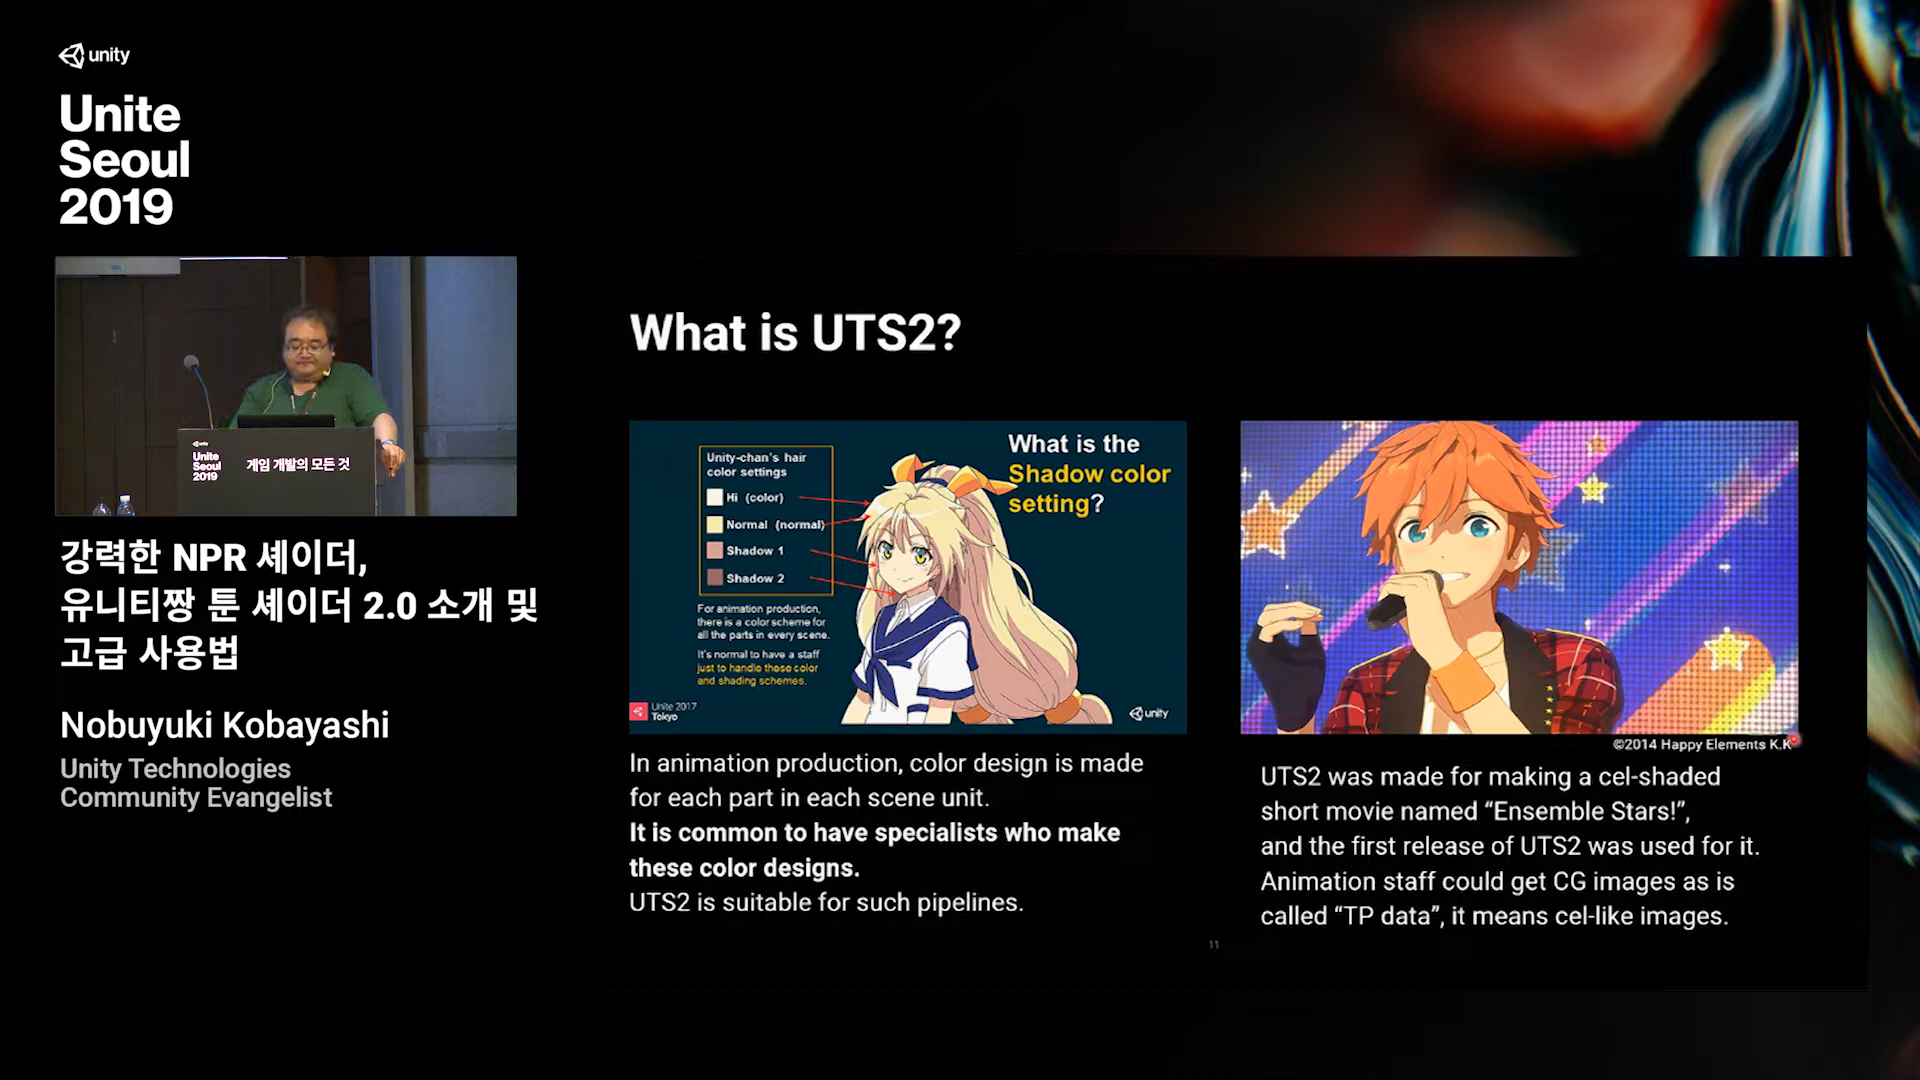 unity
Unite
Seoul
2019
unity
Unite
Seoul
2019
게임 개발의 모든 것
강력한 NPR 셰이더,
유니티짱 툰 셰이더 2.0 소개 및
고급 사용법
Nobuyuki Kobayashi
Unity Technologies
Community Evangelist
What is UTS2?
Unity-chan's hair
color settings
Hi (color)
Normal (normal)
Shadow 1
Shadow 2
For animation production,
there is a color scheme for
all the parts in every scene.
It's normal to have a staff
just to handle these color
and shading schemes.
What is the
Shadow color
setting?
Unite 2017
Tokyo
unity
In animation production, color design is made
for each part in each scene unit.
It is common to have specialists who make
these color designs.
UTS2 is suitable for such pipelines.
©2014 Happy Elements K.K
UTS2 was made for making a cel-shaded
short movie named “Ensemble Stars!”,
and the first release of UTS2 was used for it.
Animation staff could get CG images as is
called “TP data”, it means cel-like images.
11